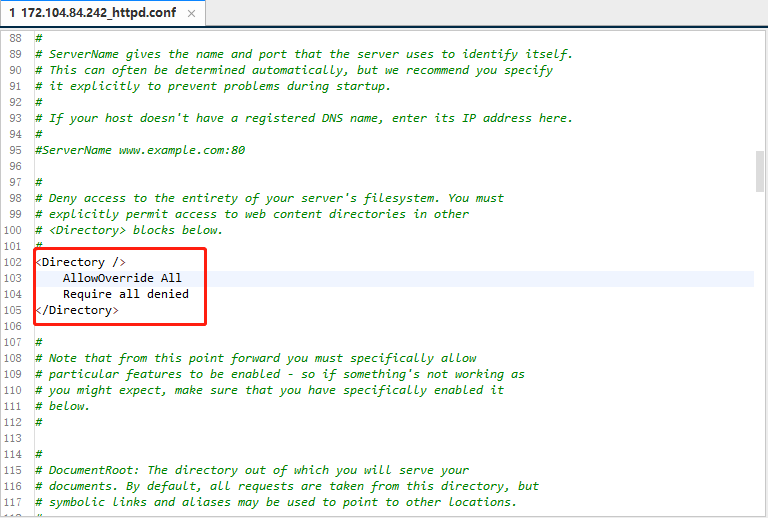 1 172.104.84.242_httpd.conf ×
88 #
89 # ServerName gives the name and port that the server uses to identify itself.
90 # This can often be determined automatically, but we recommend you specify
91 # it explicitly to prevent problems during startup.
92 #
93 # If your host doesn't have a registered DNS name, enter its IP address here.
94 #
95 #ServerName www.example.com:80
96
97 #
98 # Deny access to the entirety of your server's filesystem. You must
99 # explicitly permit access to web content directories in other
100 # <Directory> blocks below.
101 #
102 <Directory />
103     AllowOverride All
104     Require all denied
105 </Directory>
106
107 #
108 # Note that from this point forward you must specifically allow
109 # particular features to be enabled - so if something's not working as
110 # you might expect, make sure that you have specifically enabled it
111 # below.
112 #
113
114 #
115 # DocumentRoot: The directory out of which you will serve your
116 # documents. By default, all requests are taken from this directory, but
117 # symbolic links and aliases may be used to point to other locations.